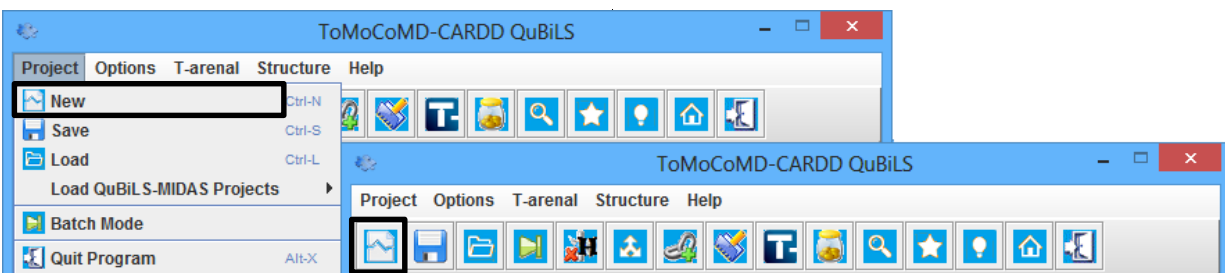 ToMoCoMD-CARDD QuBiLS
Project Options T-arenal Structure Help
New Ctrl-N
Save Ctrl-S
Load Ctrl-L
Load QuBiLS-MIDAS Projects
Batch Mode
Quit Program Alt-X
ToMoCoMD-CARDD QuBiLS
Project Options T-arenal Structure Help
H
T-